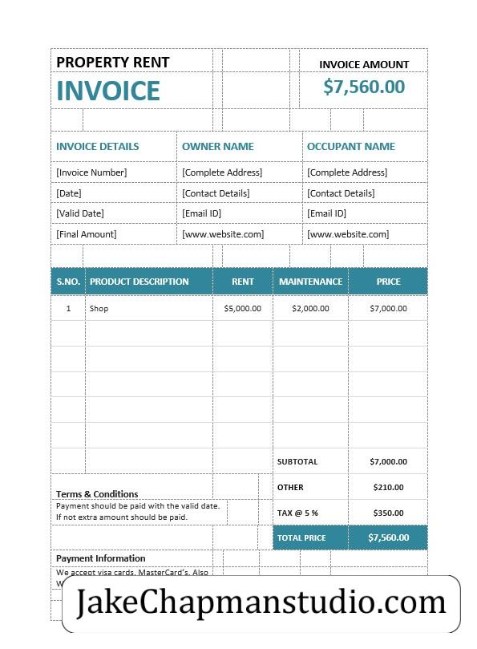 PROPERTY RENT
INVOICE
INVOICE AMOUNT
$7,560.00
INVOICE DETAILS OWNER NAME OCCUPANT NAME
[Invoice Number] [Complete Address] [Complete Address]
[Date] [Contact Details] [Contact Details]
[Valid Date] [Email ID] [Email ID]
[Final Amount] [www.website.com] [www.website.com]
S.NO. PRODUCT DESCRIPTION RENT MAINTENANCE PRICE
1 Shop $5,000.00 $2,000.00 $7,000.00
SUBTOTAL $7,000.00
OTHER $210.00
TAX @ 5 % $350.00
TOTAL PRICE $7,560.00
Terms & Conditions
Payment should be paid with the valid date.
If not extra amount should be paid.
Payment Information
We accept visa cards, MasterCard's. Also
JakeChapmanstudio.com